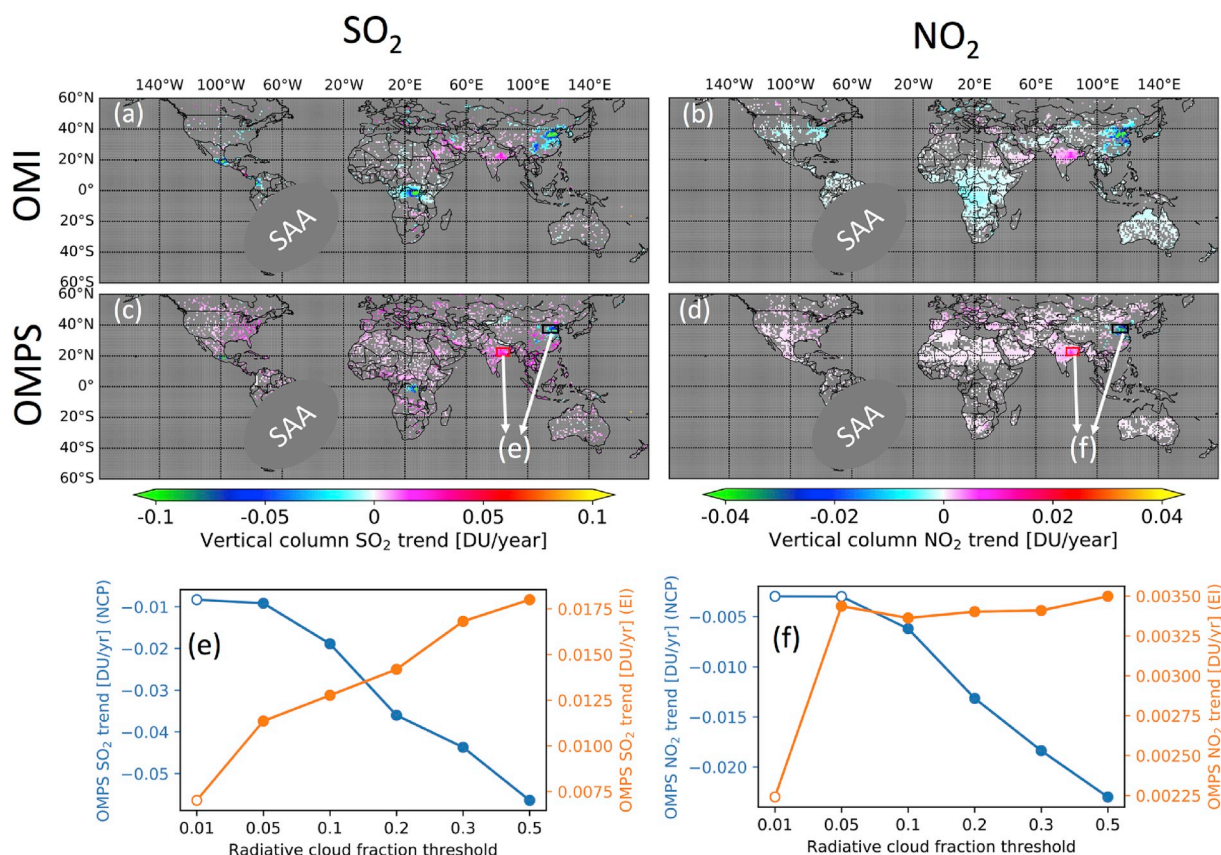 SO₂ NO₂
140°W 100°W 60°W 20°E 60°E 100°E 140°E 140°W 100°W 60°W 20°E 60°E 100°E 140°E
OMI
60°N
40°N
20°N
0°
20°S
40°S
60°S
(a)
SAA
(b)
SAA
OMPS
60°N
40°N
20°N
0°
20°S
40°S
60°S
(c)
SAA
(e)
(d)
SAA
(f)
-0.1 -0.05 0 0.05 0.1
Vertical column SO₂ trend [DU/year]
-0.04 -0.02 0 0.02 0.04
Vertical column NO₂ trend [DU/year]
OMPS SO₂ trend [DU/yr] (NCP)
−0.01
−0.02
−0.03
−0.04
−0.05
(e)
0.0175
0.0150
0.0125
0.0100
0.0075
OMPS SO₂ trend [DU/yr] (EI)
0.01 0.05 0.1 0.2 0.3 0.5
Radiative cloud fraction threshold
OMPS NO₂ trend [DU/yr] (NCP)
−0.005
−0.010
−0.015
−0.020
(f)
0.00350
0.00325
0.00300
0.00275
0.00250
0.00225
OMPS NO₂ trend [DU/yr] (EI)
0.01 0.05 0.1 0.2 0.3 0.5
Radiative cloud fraction threshold